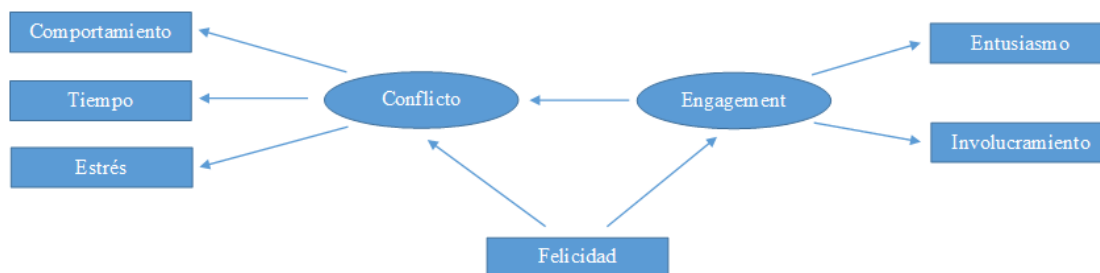 Comportamiento
Entusiasmo
Tiempo
Conflicto
Engagement
Involucramiento
Estrés
Felicidad